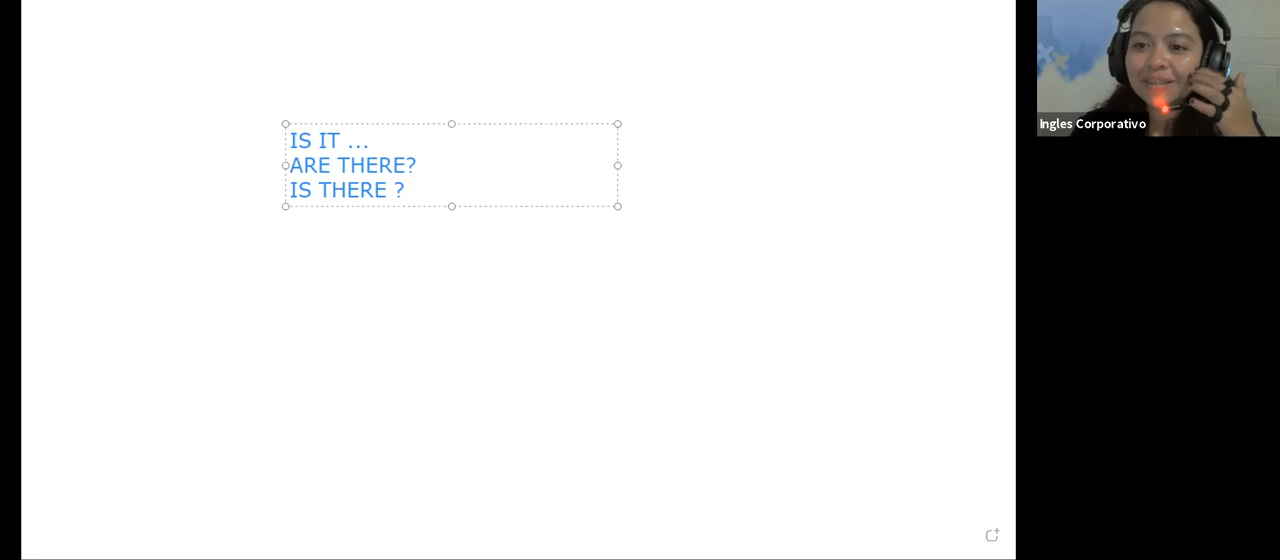 IS IT ...
ARE THERE?
IS THERE ?
Ingles Corporativo